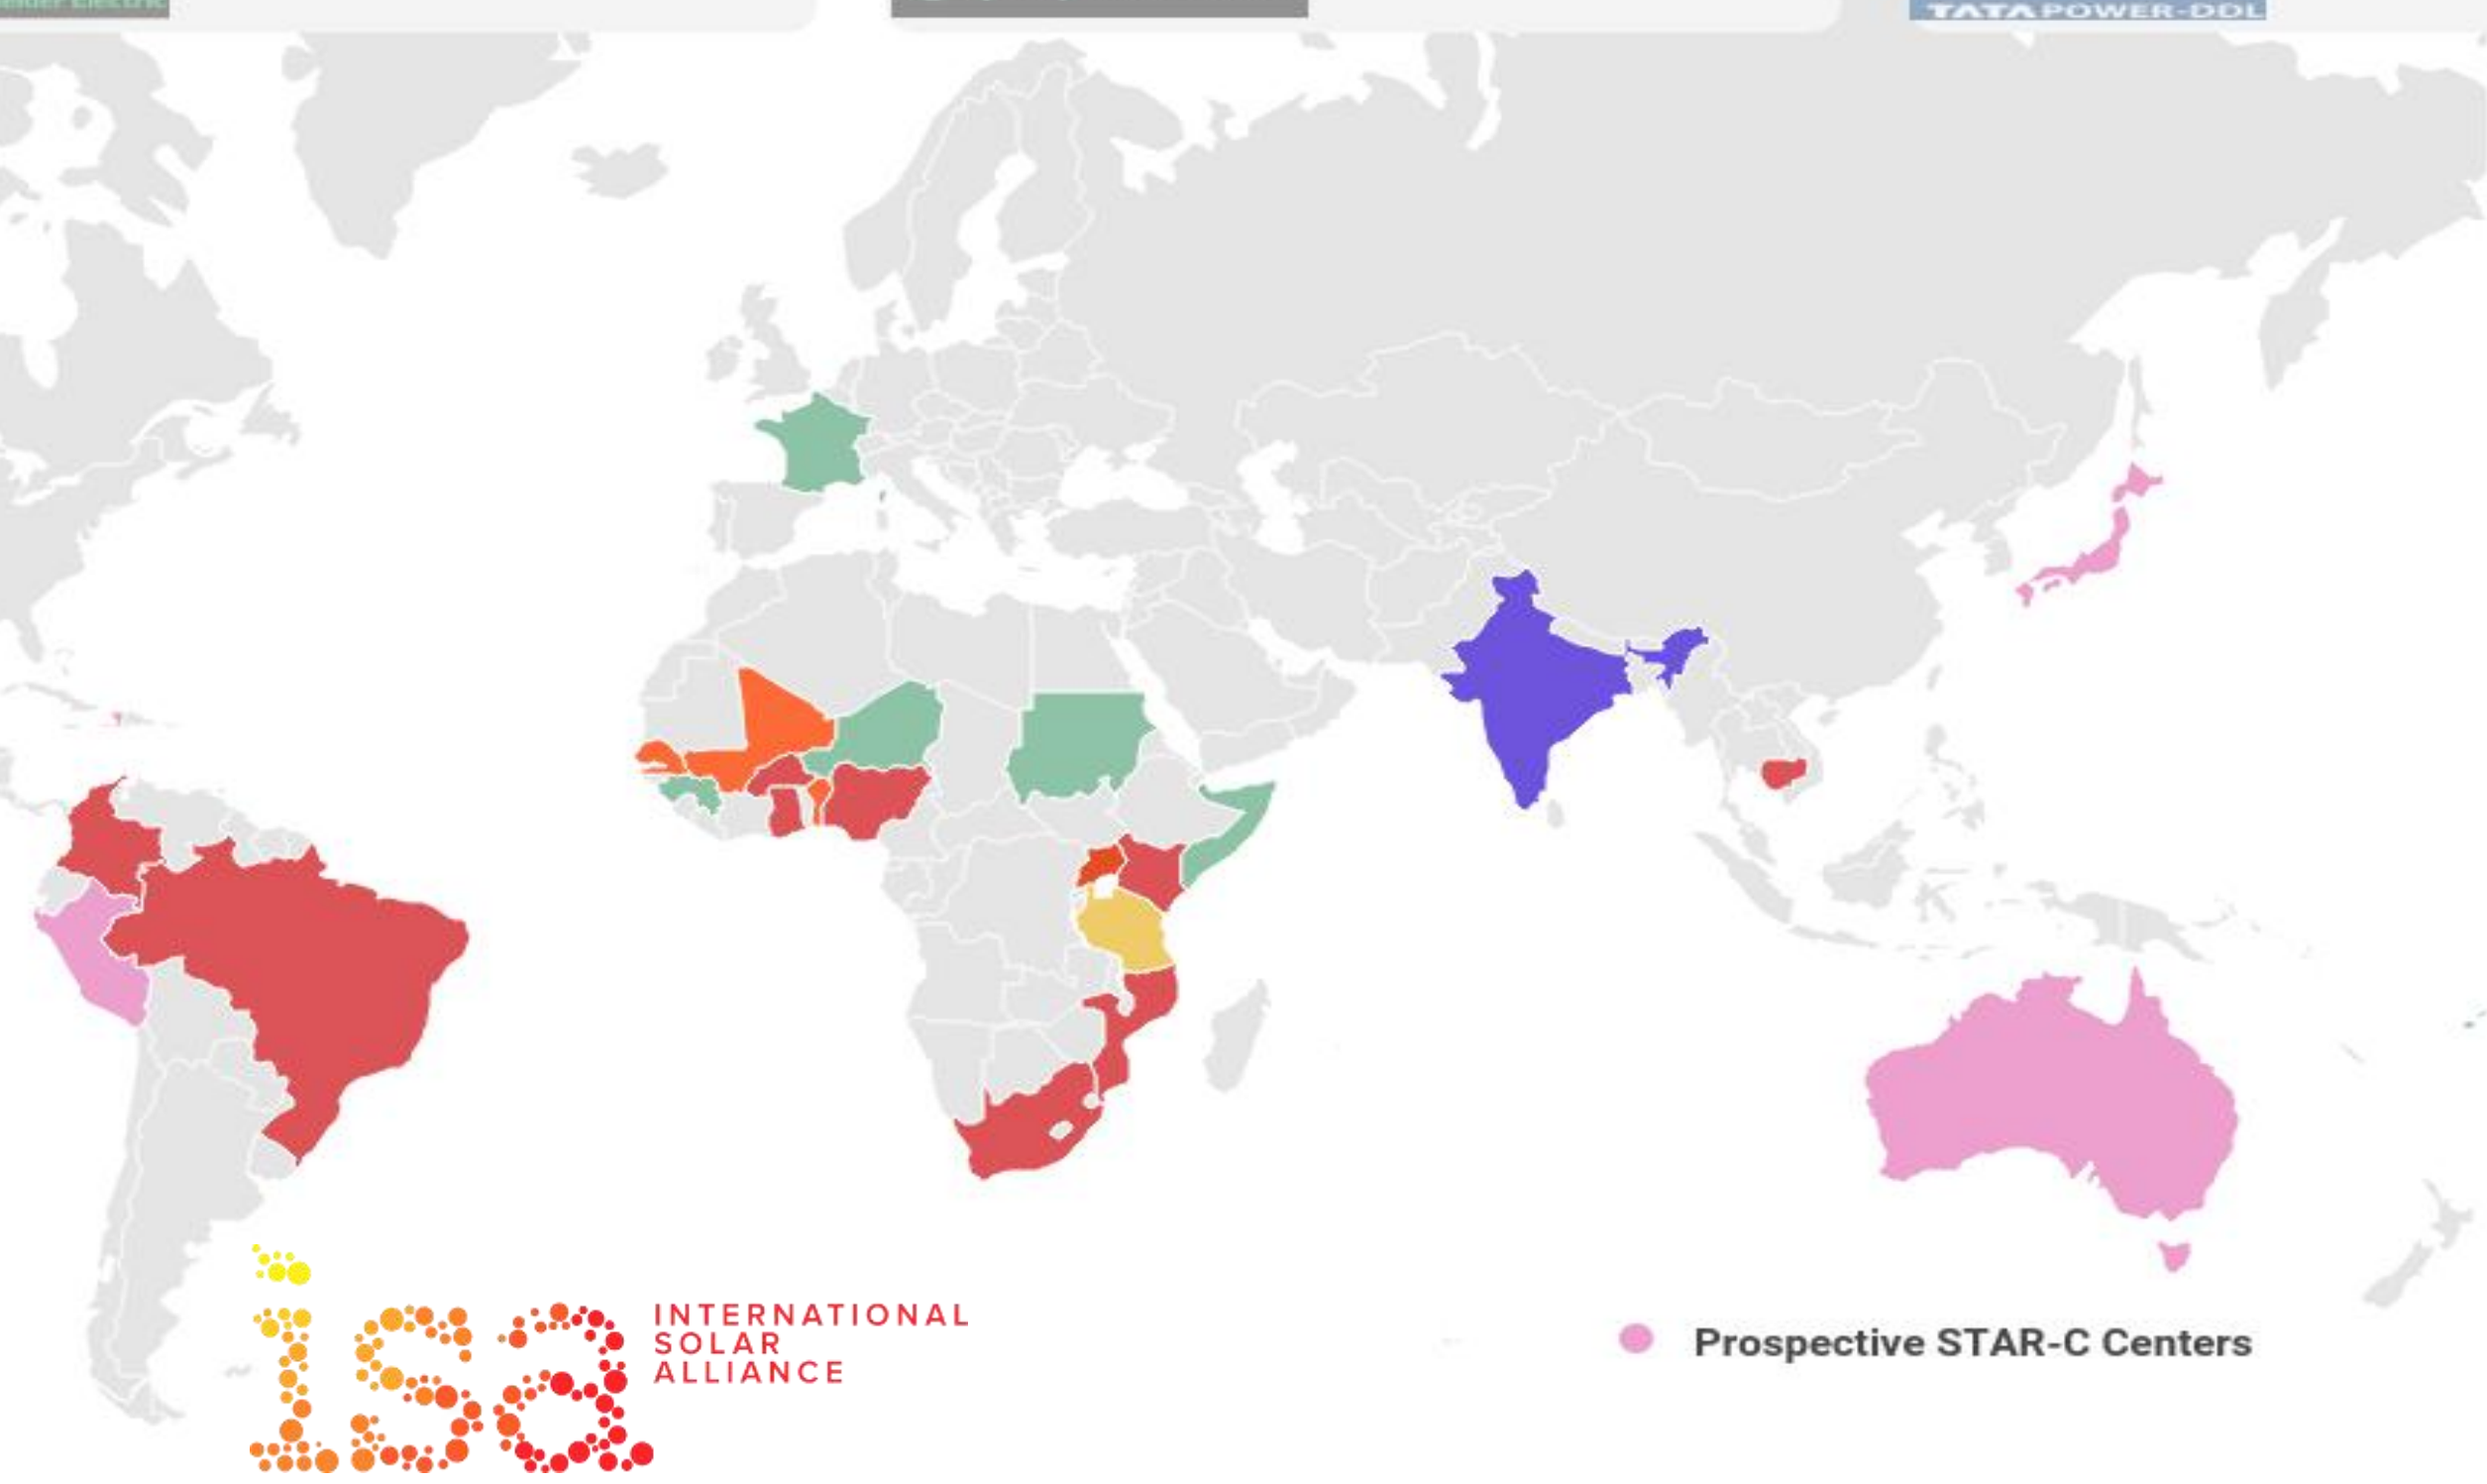 TATA POWER-DDL
INTERNATIONAL
SOLAR
ALLIANCE
isa
Prospective STAR-C Centers